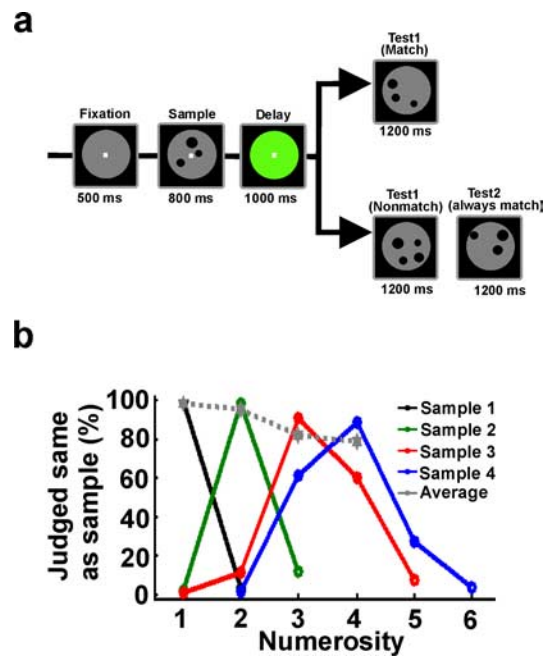 a
Test1
(Match)
1200 ms
Fixation
Sample
Delay
500 ms
800 ms
1000 ms
Test1
(Nonmatch)
Test2
(always match)
1200 ms
1200 ms
b
Judged same
as sample (%)
100
80
60
40
20
0
1 2 3 4 5 6
Numerosity
Sample 1
Sample 2
Sample 3
Sample 4
Average